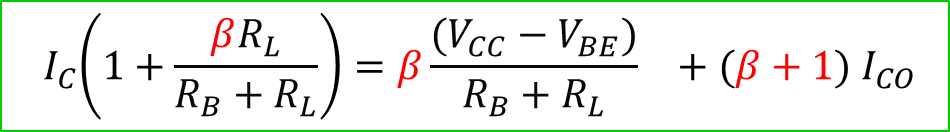 I_C(1 + βR_L / (R_B + R_L)) = β (V_CC − V_BE) / (R_B + R_L) + (β + 1) I_CO